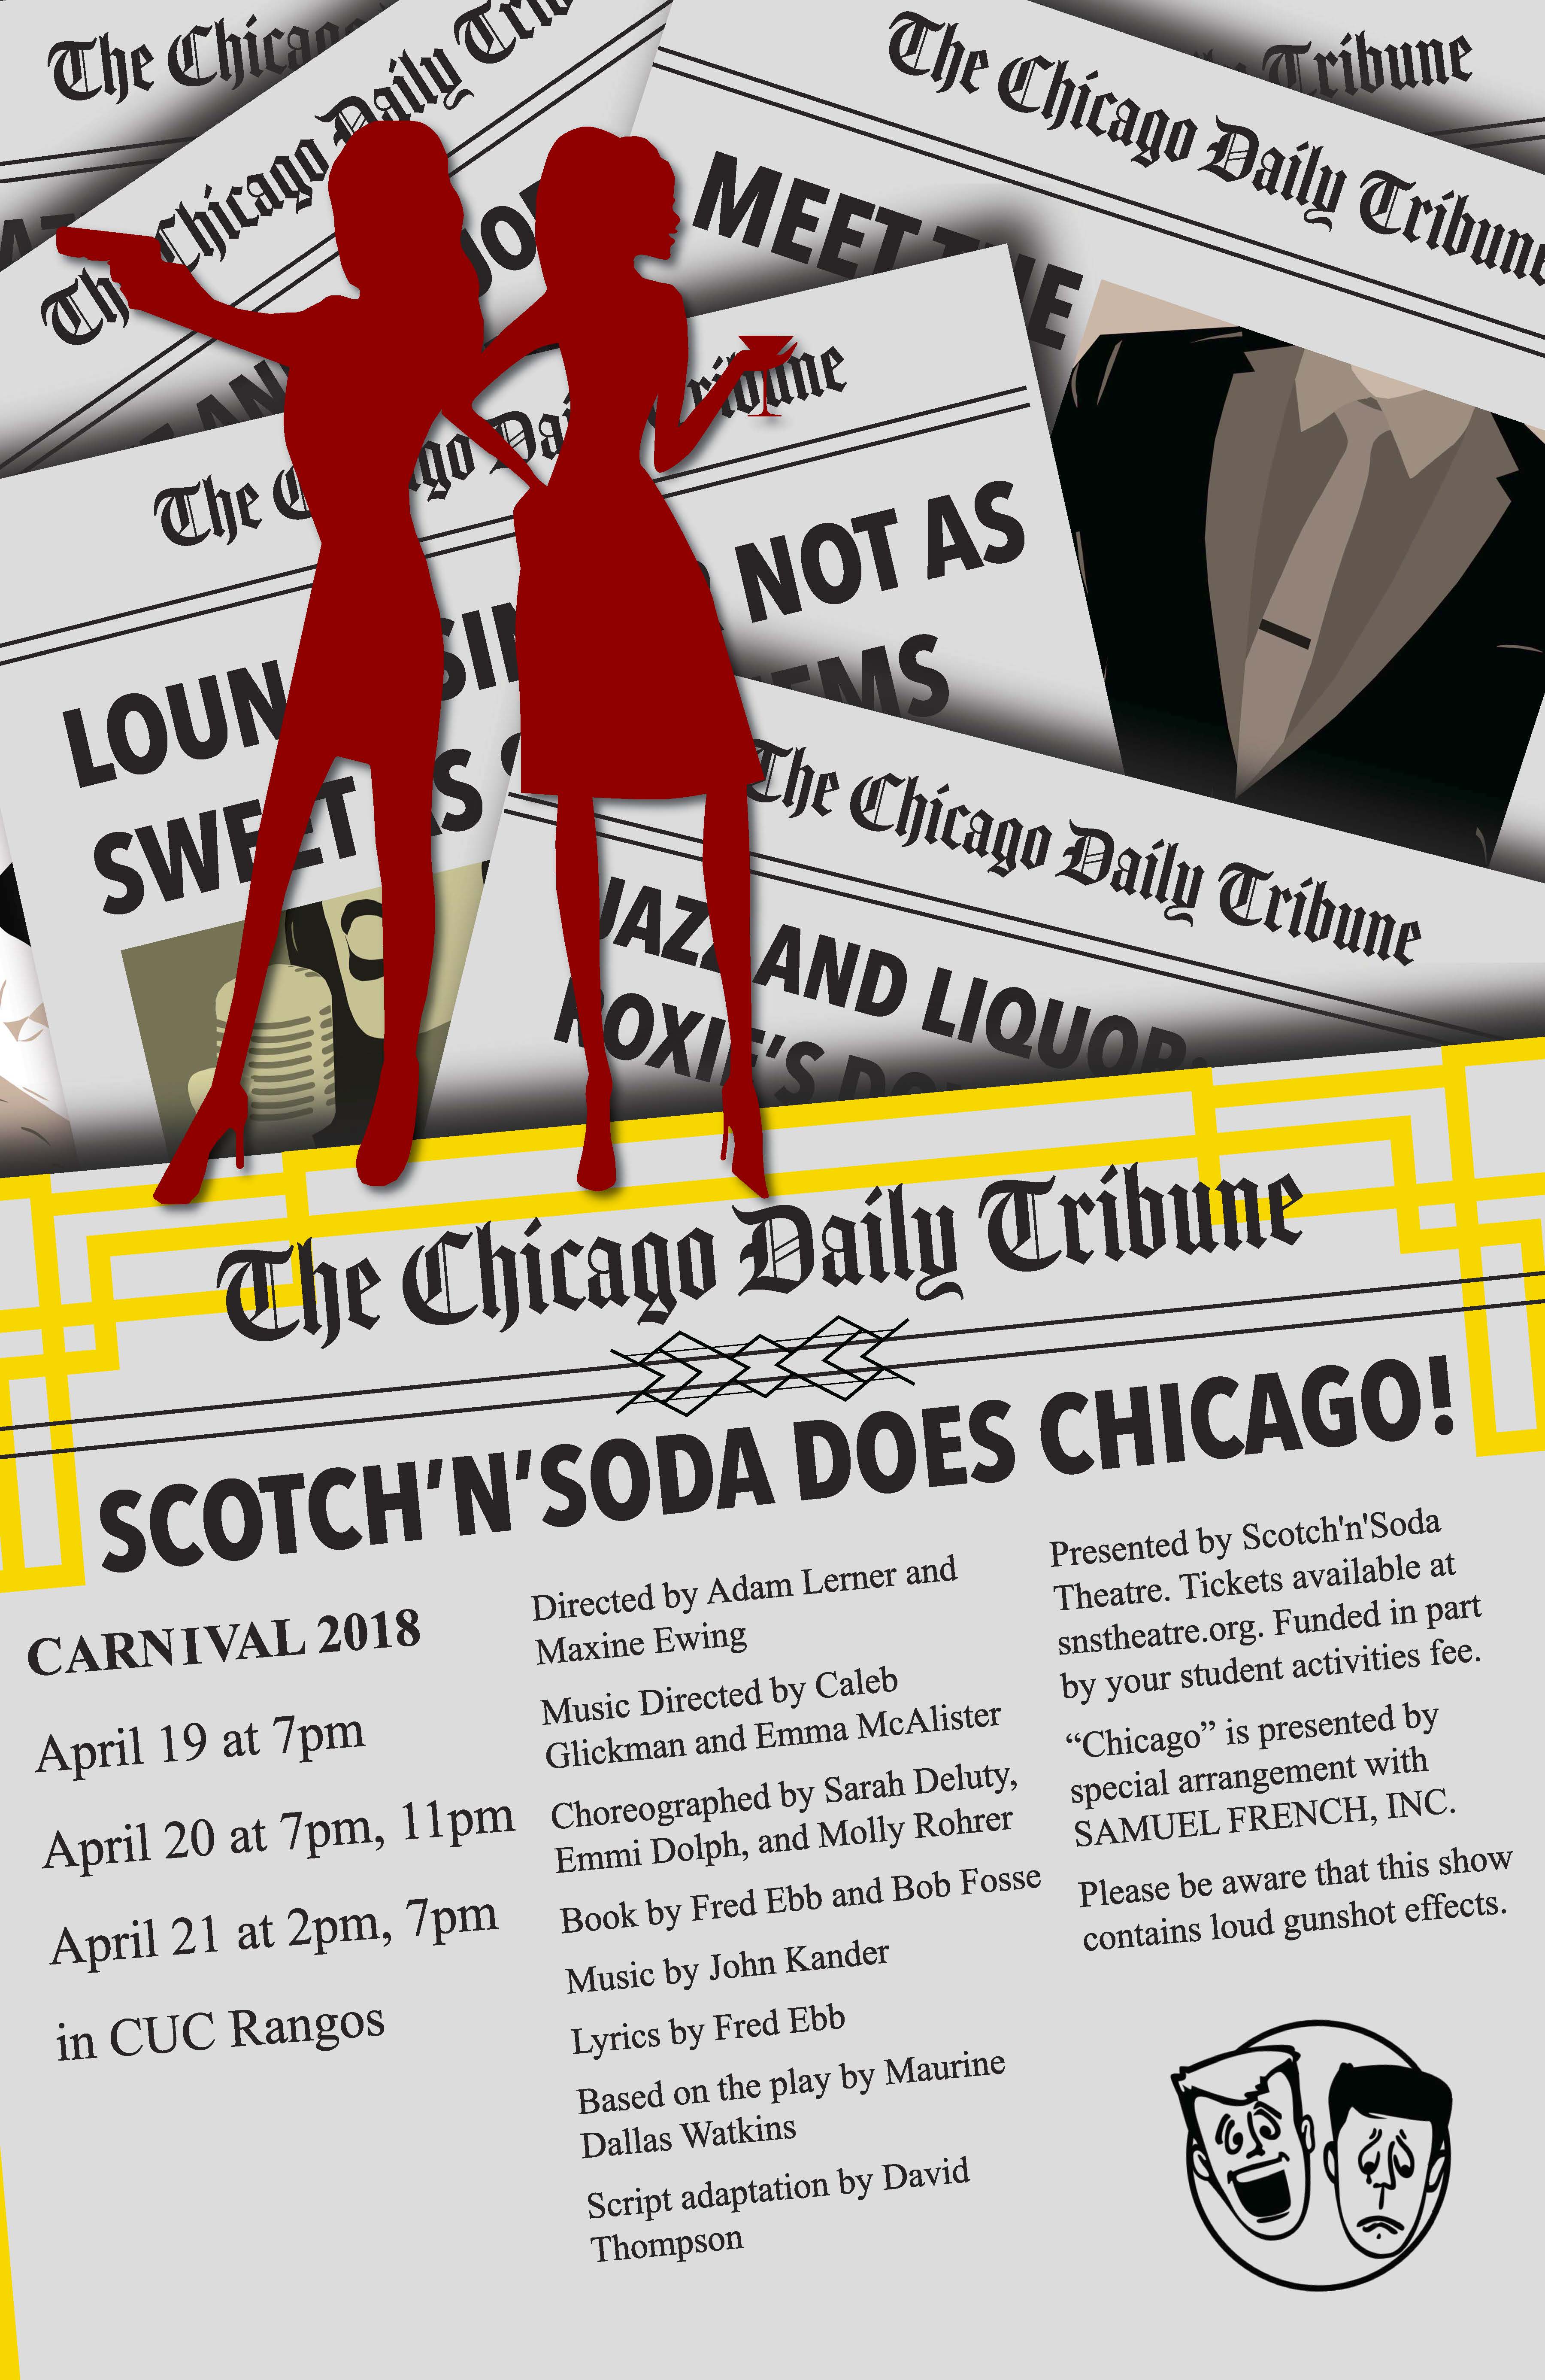 The Chicago
Tribune
The Chicago Daily
The Chicago Daily Tribune
MEET THE
The Daily Tribune
NOT AS
SWEET AS
The Chicago Daily Tribune
JAZZ AND LIQUOR:
ROXIE'S
The Chicago Daily Tribune
SCOTCH'N'SODA DOES CHICAGO!
CARNIVAL 2018
April 19 at 7pm
April 20 at 7pm, 11pm
April 21 at 2pm, 7pm
in CUC Rangos
Directed by Adam Lerner and
Maxine Ewing
Music Directed by Caleb
Glickman and Emma McAlister
Choreographed by Sarah Deluty,
Emmi Dolph, and Molly Rohrer
Book by Fred Ebb and Bob Fosse
Music by John Kander
Lyrics by Fred Ebb
Based on the play by Maurine
Dallas Watkins
Script adaptation by David
Thompson
Presented by Scotch'n'Soda
Theatre. Tickets available at
snstheatre.org. Funded in part
by your student activities fee.
“Chicago” is presented by
special arrangement with
SAMUEL FRENCH, INC.
Please be aware that this show
contains loud gunshot effects.